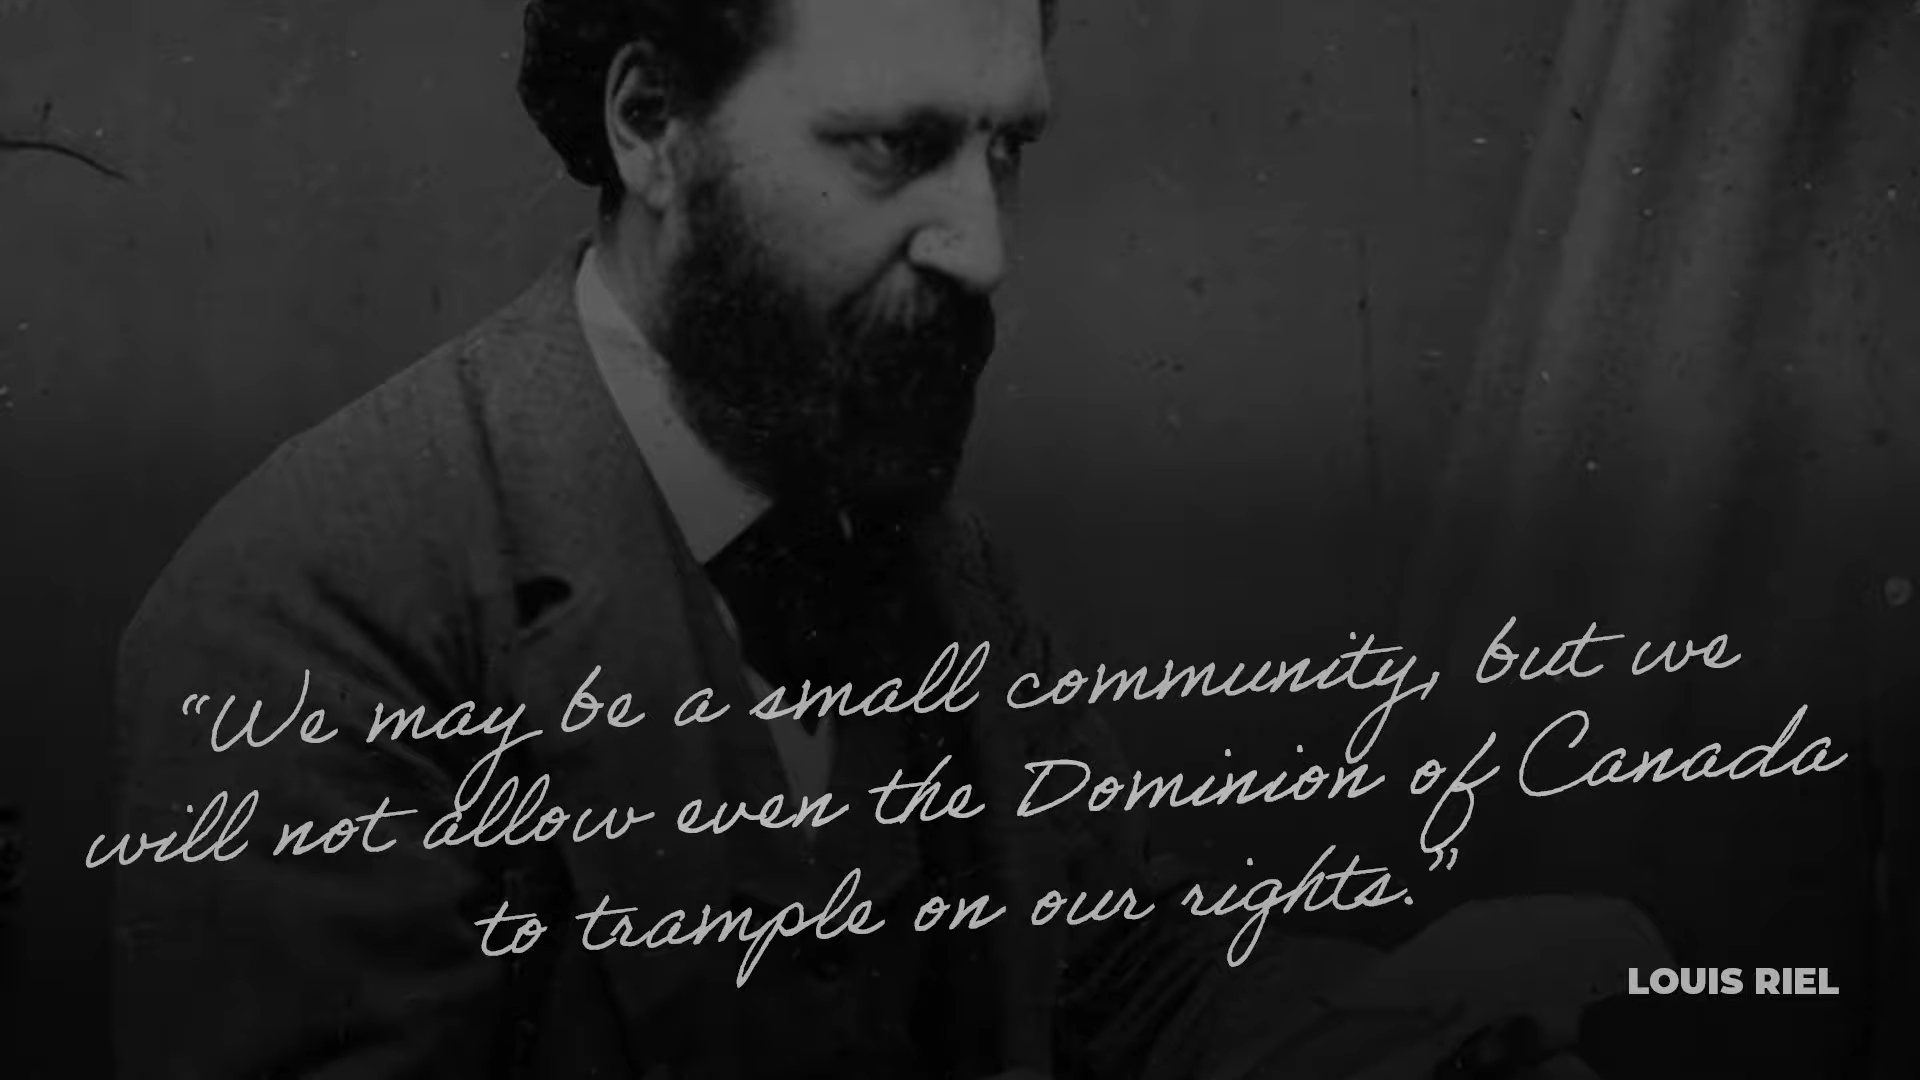 “We may be a small community, but we
will not allow even the Dominion of Canada
to trample on our rights.”
LOUIS RIEL